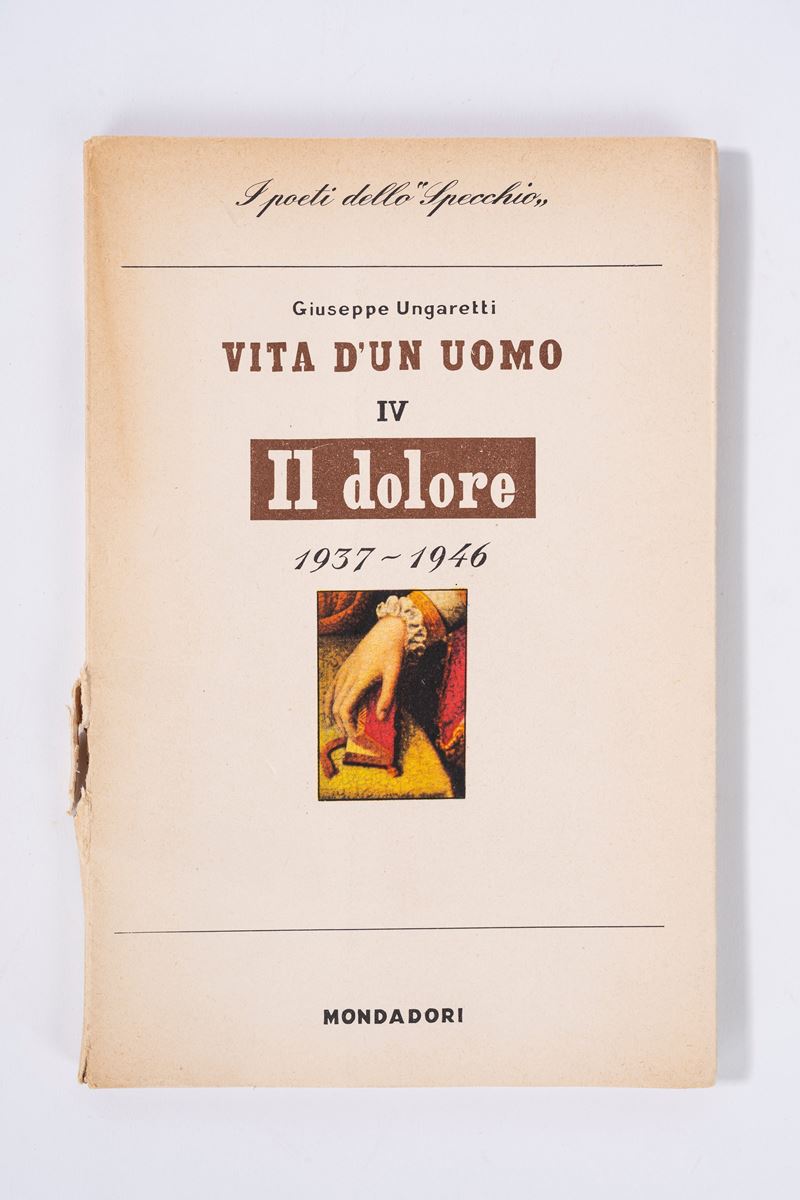 I poeti dello "Specchio„
Giuseppe Ungaretti
VITA D'UN UOMO
IV
Il dolore
1937~1946
MONDADORI